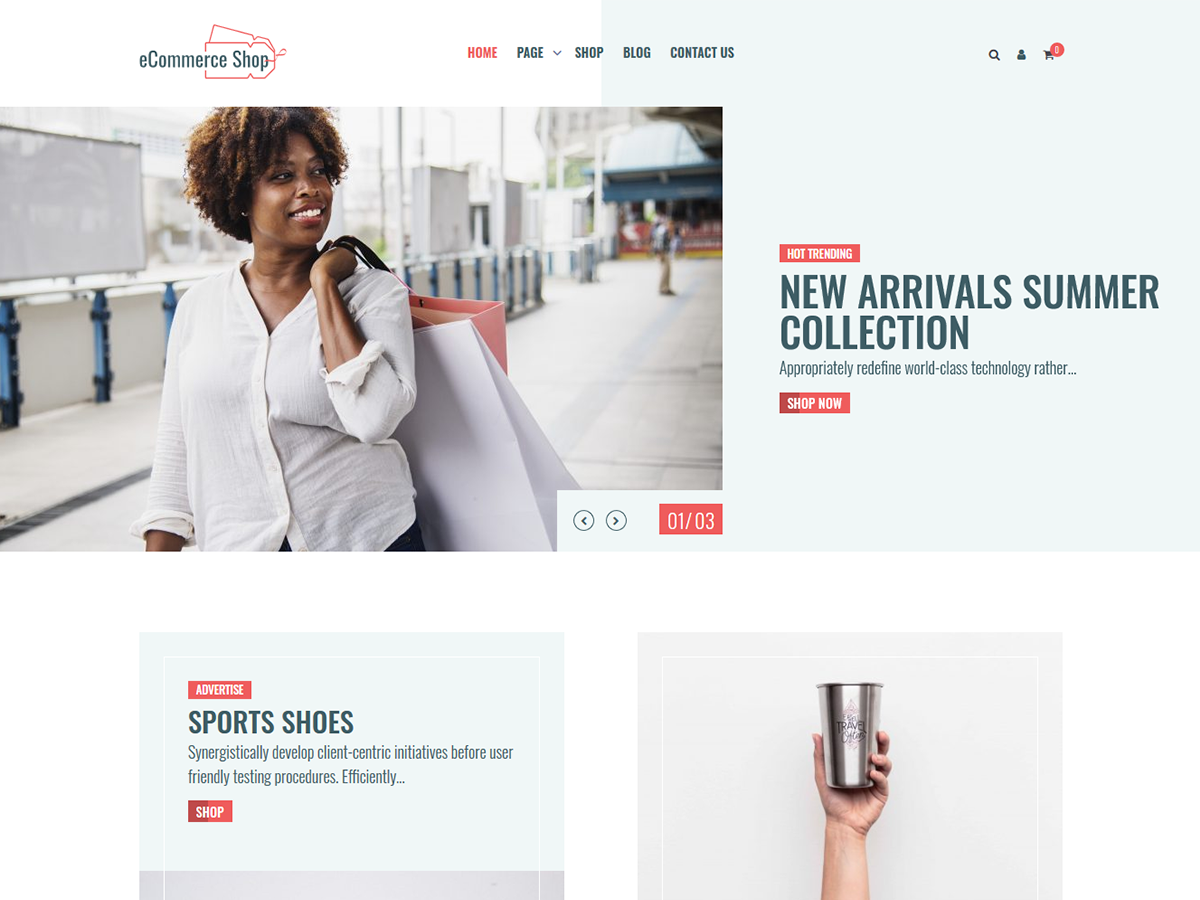 eCommerce Shop
HOME PAGE SHOP BLOG CONTACT US
0
HOT TRENDING
NEW ARRIVALS SUMMER
COLLECTION
Appropriately redefine world-class technology rather...
SHOP NOW
01/03
ADVERTISE
SPORTS SHOES
Synergistically develop client-centric initiatives before user
friendly testing procedures. Efficiently...
SHOP
TRAVEL